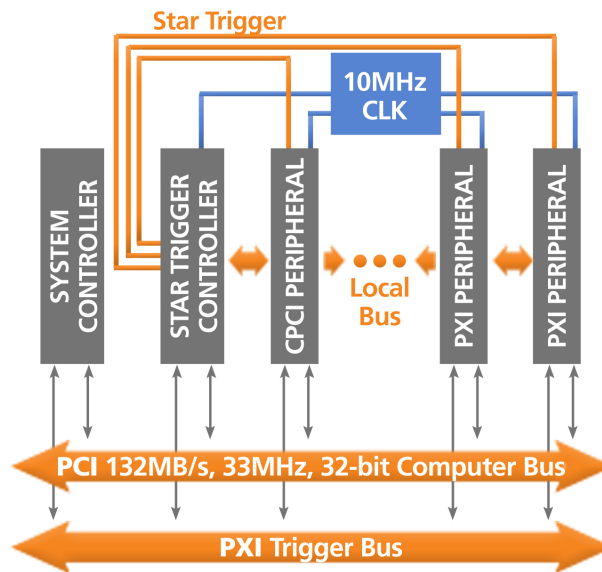 Star Trigger
10MHz
CLK
SYSTEM
CONTROLLER
STAR TRIGGER
CONTROLLER
CPCI PERIPHERAL
PXI PERIPHERAL
PXI PERIPHERAL
Local
Bus
PCI 132MB/s, 33MHz, 32-bit Computer Bus
PXI Trigger Bus